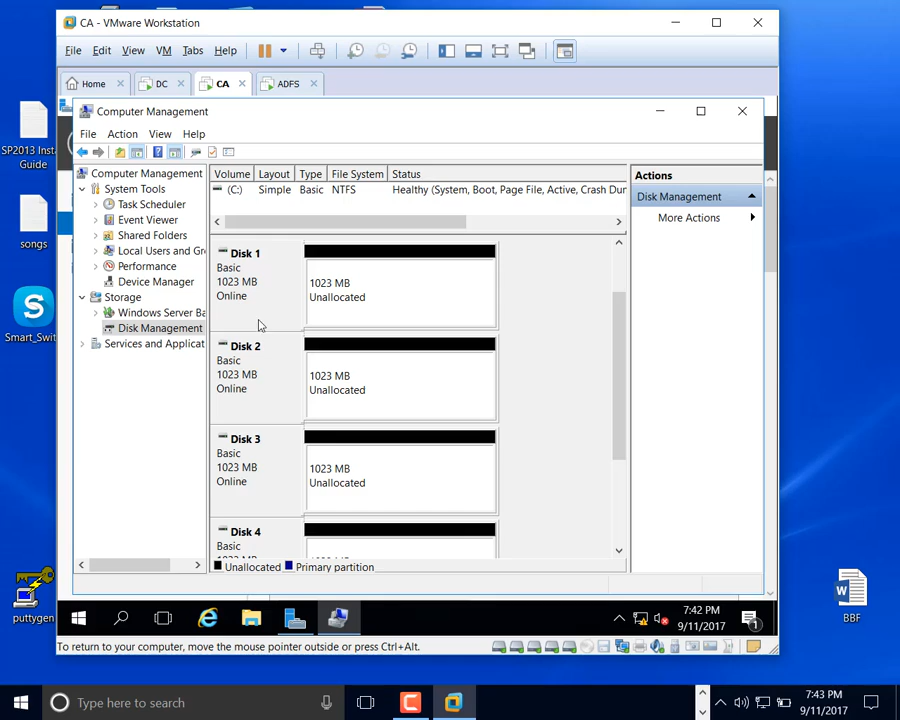 CA - VMware Workstation
File Edit View VM Tabs Help
Home DC CA ADFS
SP2013 Inst
Guide
songs
Smart_Swit
puttygen
BBF
Computer Management
File Action View Help
Computer Management
System Tools
Task Scheduler
Event Viewer
Shared Folders
Local Users and Gr
Performance
Device Manager
Storage
Windows Server Ba
Disk Management
Services and Applicat
Volume Layout Type File System Status
(C:) Simple Basic NTFS Healthy (System, Boot, Page File, Active, Crash Dur
Disk 1
Basic
1023 MB
Online
1023 MB
Unallocated
Disk 2
Basic
1023 MB
Online
1023 MB
Unallocated
Disk 3
Basic
1023 MB
Online
1023 MB
Unallocated
Disk 4
Basic
Unallocated Primary partition
Actions
Disk Management
More Actions
7:42 PM
9/11/2017
1
To return to your computer, move the mouse pointer outside or press Ctrl+Alt.
Type here to search
7:43 PM
9/11/2017